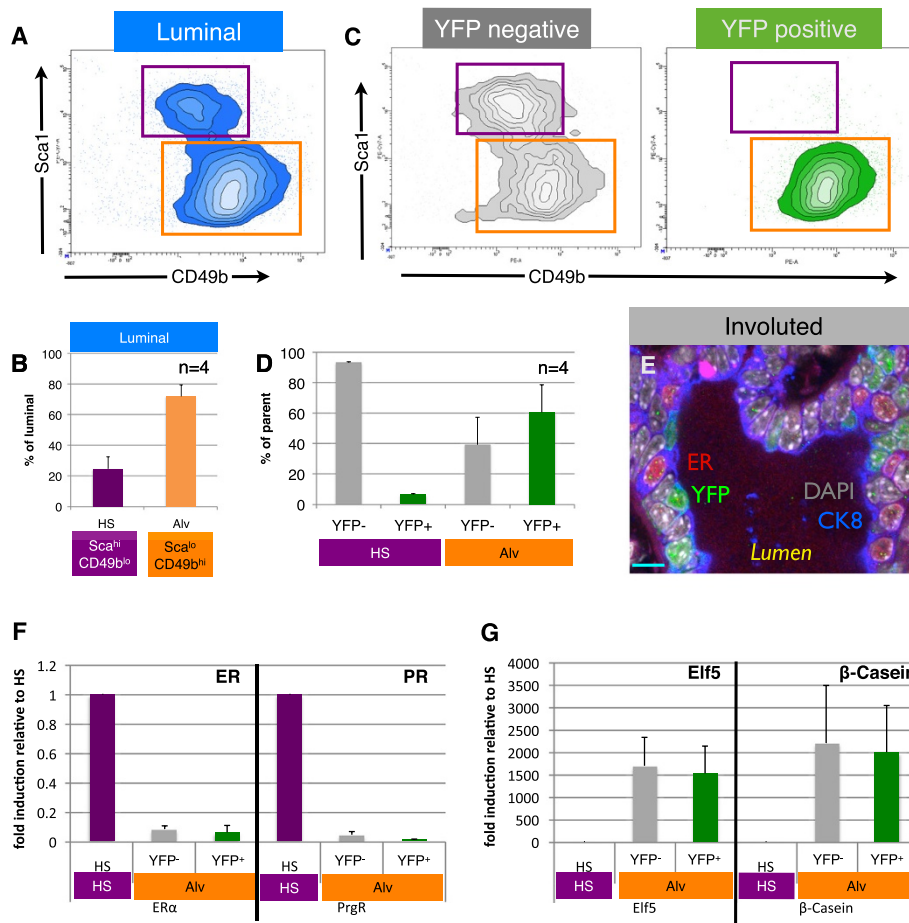 A
Luminal
Sca1
CD49b
C
YFP negative
YFP positive
Sca1
CD49b
PE-A
PE-A
Luminal
B
n=4
% of luminal
100
80
60
40
20
0
HS
Alv
Sca^hi
CD49b^lo
Sca^lo
CD49b^hi
D
n=4
% of parent
100
80
60
40
20
0
YFP-
YFP+
YFP-
YFP+
HS
Alv
Involuted
E
ER
YFP
DAPI
CK8
Lumen
F
fold induction relative to HS
ER
PR
1.2
1
0.8
0.6
0.4
0.2
0
HS
YFP-
YFP+
HS
YFP-
YFP+
HS
Alv
HS
Alv
ERα
PrgR
G
fold induction relative to HS
Elf5
β-Casein
4000
3500
3000
2500
2000
1500
1000
500
0
HS
YFP-
YFP+
HS
YFP-
YFP+
HS
Alv
HS
Alv
Elf5
β-Casein